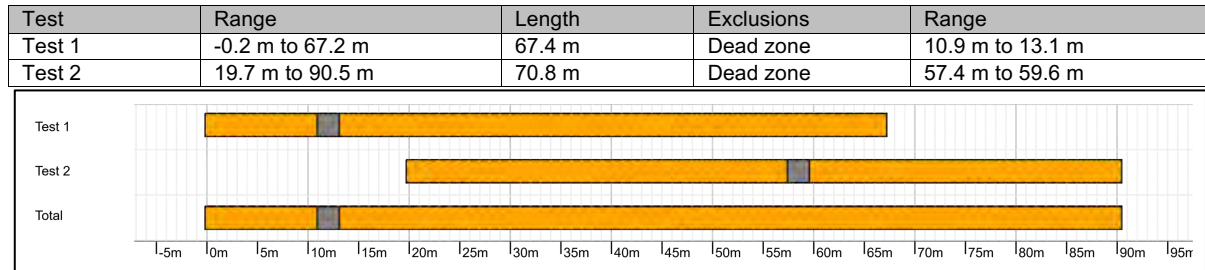 Test Range Length Exclusions Range
Test 1 -0.2 m to 67.2 m 67.4 m Dead zone 10.9 m to 13.1 m
Test 2 19.7 m to 90.5 m 70.8 m Dead zone 57.4 m to 59.6 m
Test 1
Test 2
Total
-5m 0m 5m 10m 15m 20m 25m 30m 35m 40m 45m 50m 55m 60m 65m 70m 75m 80m 85m 90m 95m